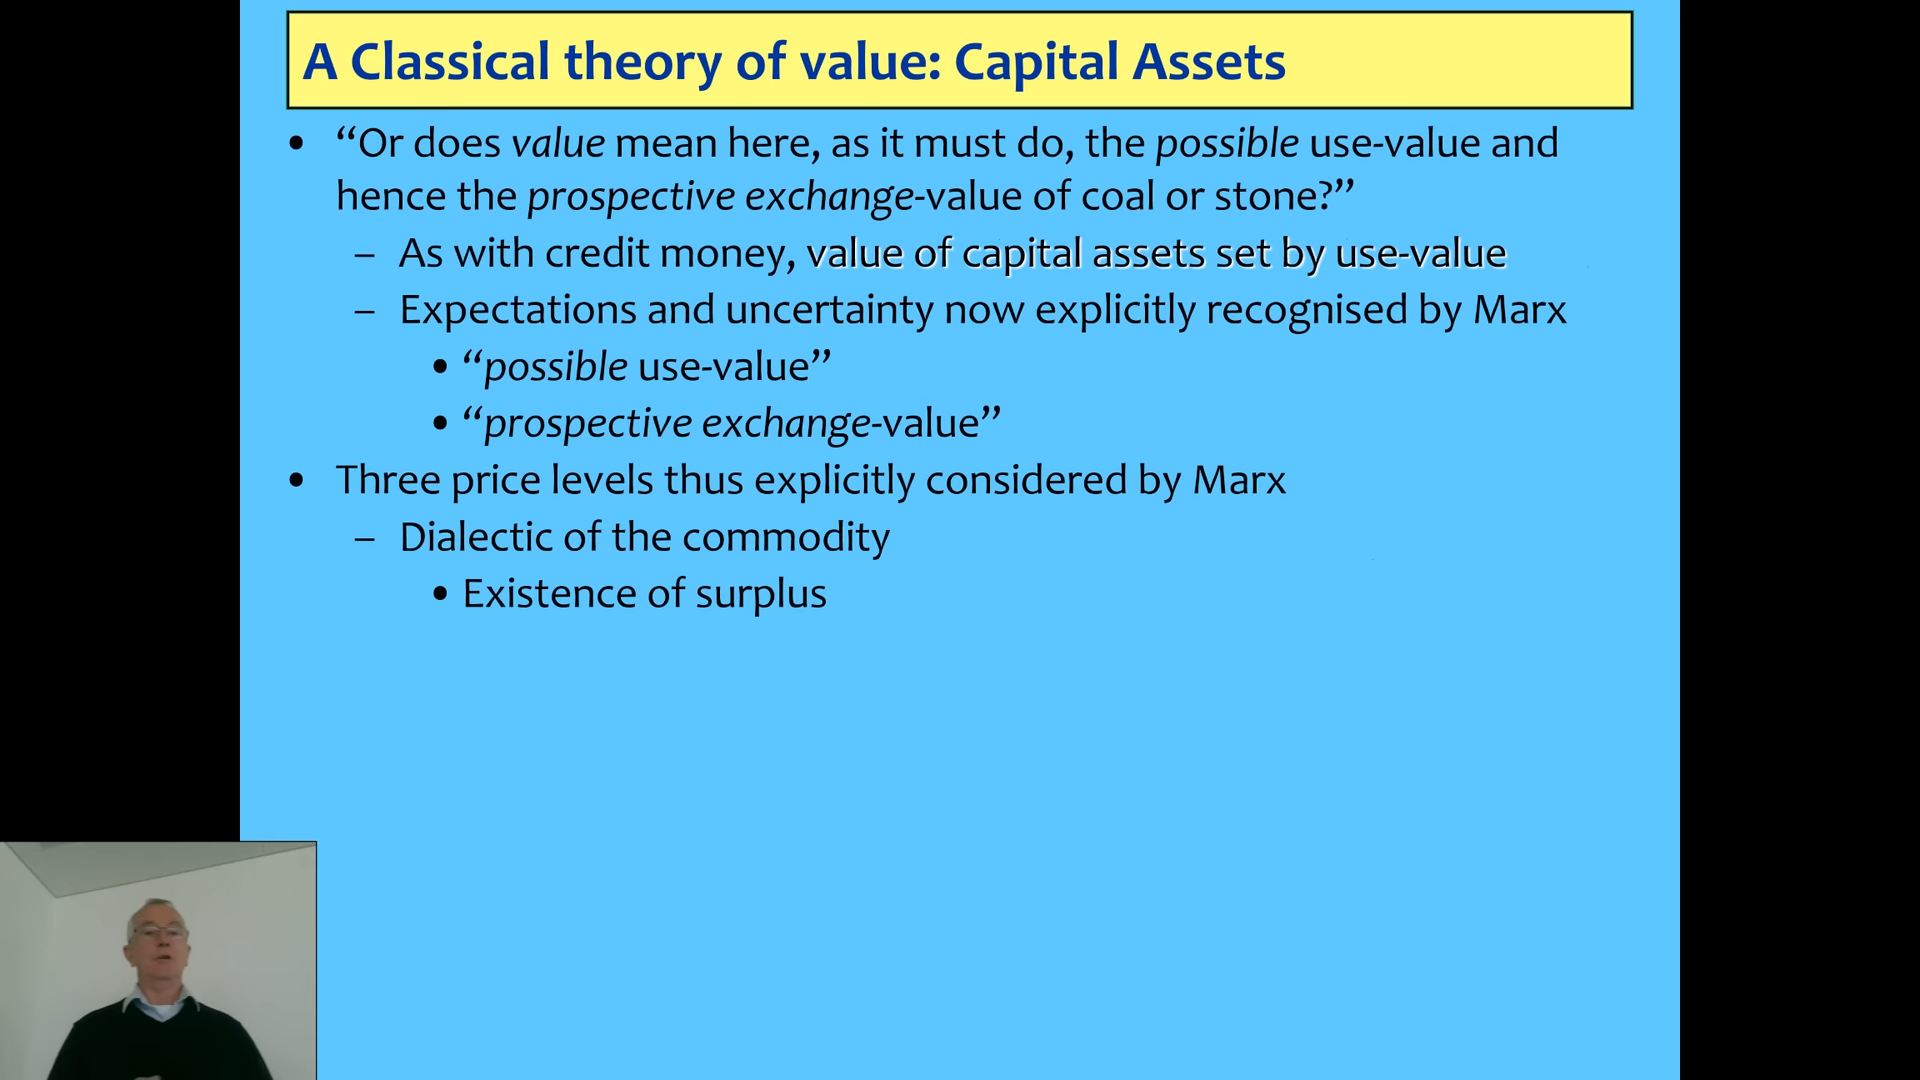 A Classical theory of value: Capital Assets
• “Or does value mean here, as it must do, the possible use-value and
hence the prospective exchange-value of coal or stone?”
– As with credit money, value of capital assets set by use-value
– Expectations and uncertainty now explicitly recognised by Marx
• “possible use-value”
• “prospective exchange-value”
• Three price levels thus explicitly considered by Marx
– Dialectic of the commodity
• Existence of surplus